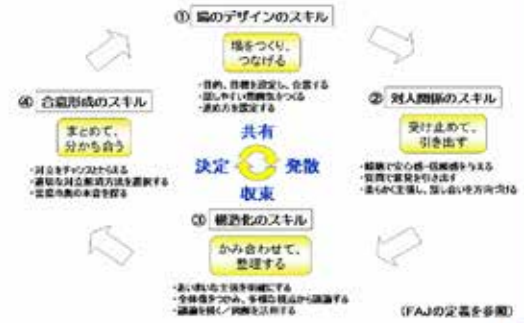 ① 場のデザインのスキル
場をつくり、
つなげる
・目的、目標を設定し、合意する
・話しやすい雰囲気をつくる
・進め方を設定する
② 対人関係のスキル
受け止めて、
引き出す
・傾聴で安心感・信頼感を与える
・質問で意見を引き出す
・柔らかく主張し、話し合いを方向づける
③ 構造化のスキル
かみ合わせて、
整理する
・あいまいな主張を明確にする
・全体像をつかみ、多様な視点から議論する
・議論を描く/図解を活用する
④ 合意形成のスキル
まとめて、
分かち合う
・対立をチャンスととらえる
・適切な対立解消方法を選択する
の本音を探る
共有
決定
発散
収束
(FAJの定義を参照)